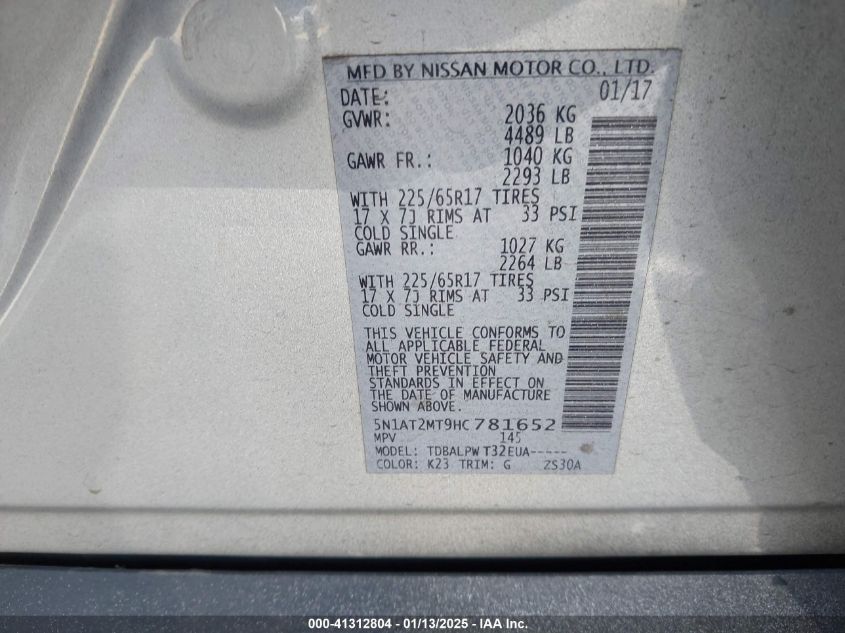 MFD BY NISSAN MOTOR CO., LTD.
DATE: 01/17
GVWR: 2036 KG
4489 LB
GAWR FR.: 1040 KG
2293 LB
WITH 225/65R17 TIRES
17 X 7J RIMS AT 33 PSI
COLD SINGLE
GAWR RR.: 1027 KG
2264 LB
WITH 225/65R17 TIRES
17 X 7J RIMS AT 33 PSI
COLD SINGLE
THIS VEHICLE CONFORMS TO
ALL APPLICABLE FEDERAL
MOTOR VEHICLE SAFETY AND
THEFT PREVENTION
STANDARDS IN EFFECT ON
THE DATE OF MANUFACTURE
SHOWN ABOVE.
5N1AT2MT9HC781652
MPV 145
MODEL: TDBALPW T32EUA-----
COLOR: K23 TRIM: G ZS30A
000-41312804 | 01/13/2025 | IAA Inc.